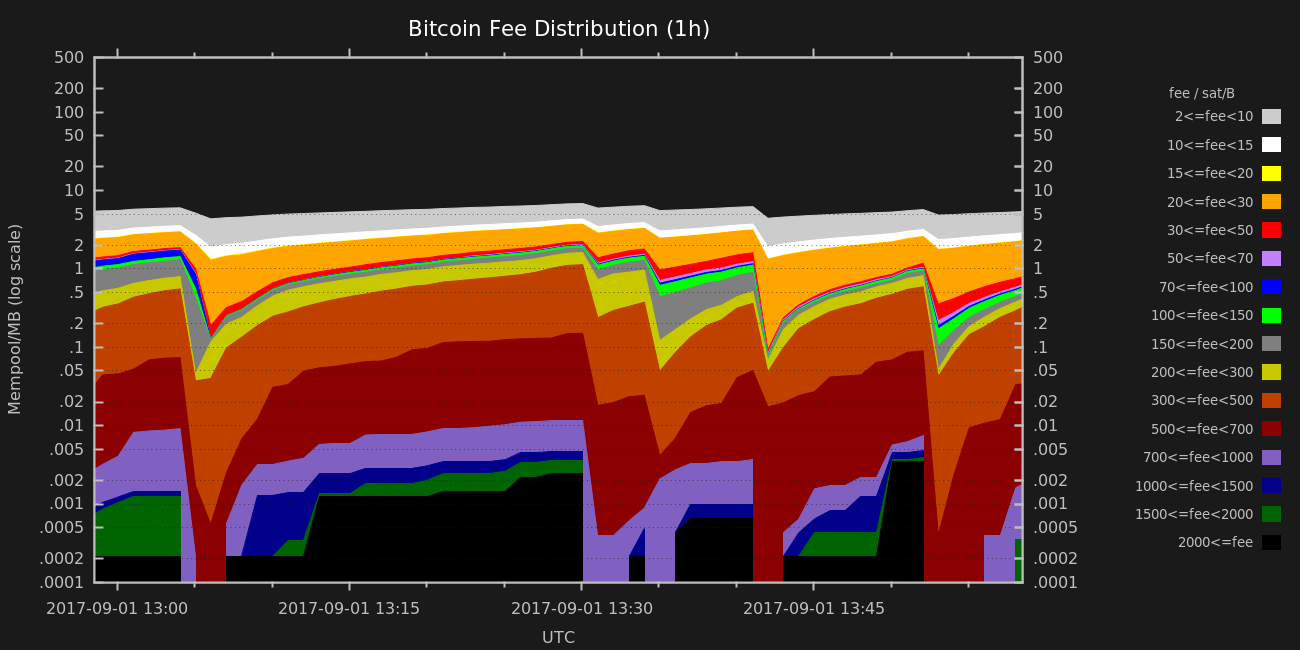 Bitcoin Fee Distribution (1h)
Mempool/MB (log scale)
500
200
100
50
20
10
5
2
1
.5
.2
.1
.05
.02
.01
.005
.002
.001
.0005
.0002
.0001
500
200
100
50
20
10
5
2
1
.5
.2
.1
.05
.02
.01
.005
.002
.001
.0005
.0002
.0001
2017-09-01 13:00
2017-09-01 13:15
2017-09-01 13:30
2017-09-01 13:45
UTC
fee / sat/B
2<=fee<10
10<=fee<15
15<=fee<20
20<=fee<30
30<=fee<50
50<=fee<70
70<=fee<100
100<=fee<150
150<=fee<200
200<=fee<300
300<=fee<500
500<=fee<700
700<=fee<1000
1000<=fee<1500
1500<=fee<2000
2000<=fee